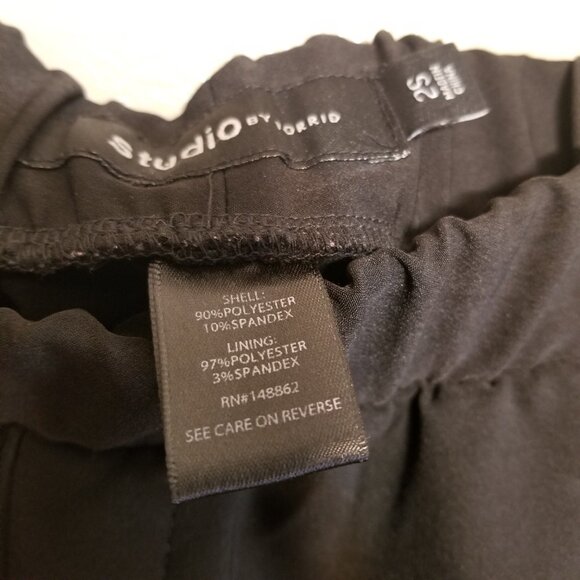 Studio BY TORRID
2S
SHELL:
90%POLYESTER
10%SPANDEX
LINING:
97%POLYESTER
3%SPANDEX
RN#148862
SEE CARE ON REVERSE